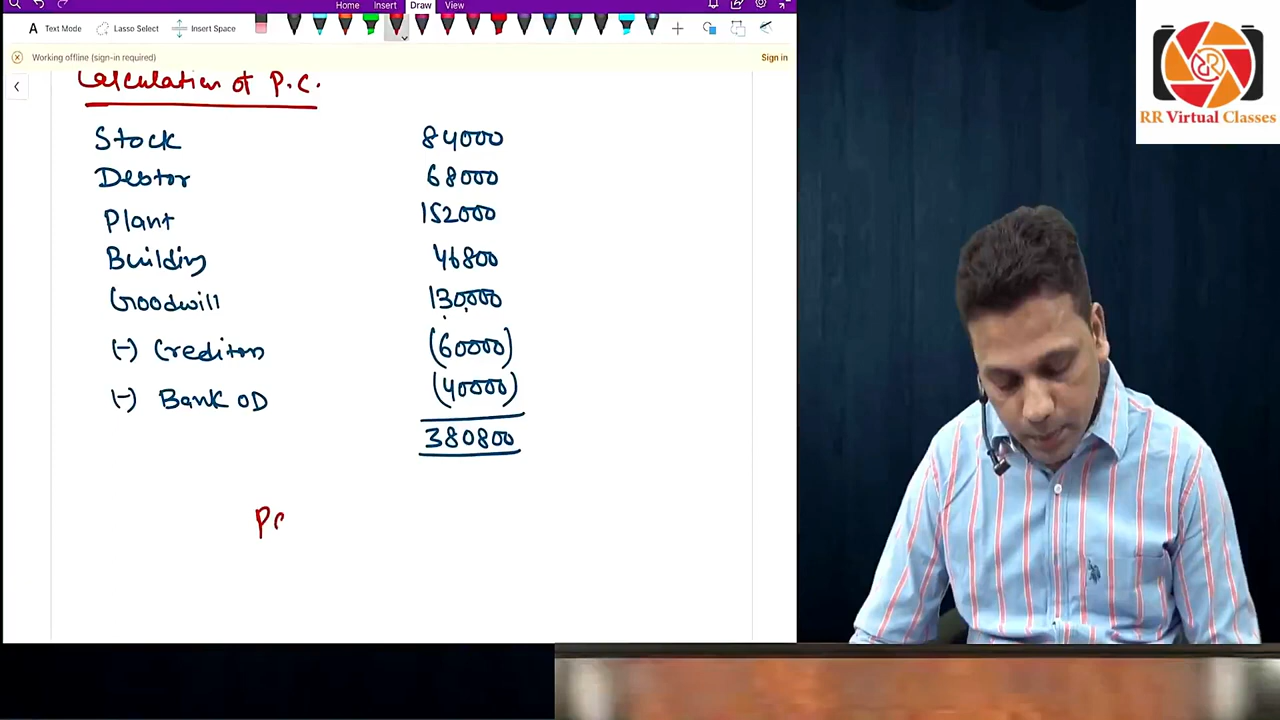 Home Insert Draw View
Text Mode Lasso Select Insert Space
Working offline (sign-in required) Sign in
Calculation of P.C.
Stock 84000
Debtor 68000
Plant 152000
Building 46800
Goodwill 130000
(-) Creditors (60000)
(-) Bank OD (40000)
380800
PC
RR Virtual Classes